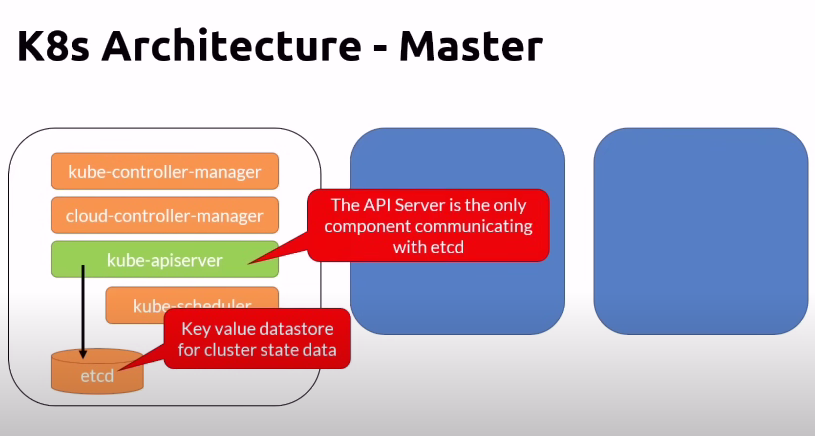 K8s Architecture - Master
kube-controller-manager
cloud-controller-manager
The API Server is the only
component communicating
with etcd
kube-apiserver
kube-scheduler
Key value datastore
for cluster state data
etcd